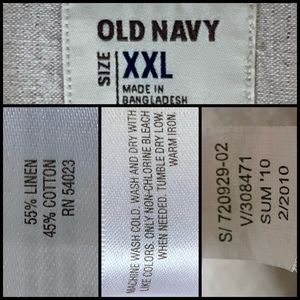 OLD NAVY
SIZE
XXL
MADE IN
BANGLADESH
55% LINEN
45% COTTON
RN 54023
MACHINE WASH COLD. WASH AND DRY WITH
LIKE COLORS. ONLY NON-CHLORINE BLEACH
WHEN NEEDED. TUMBLE DRY LOW.
WARM IRON.
S/ 720929-02
V/308471
SUM '10
2/2010